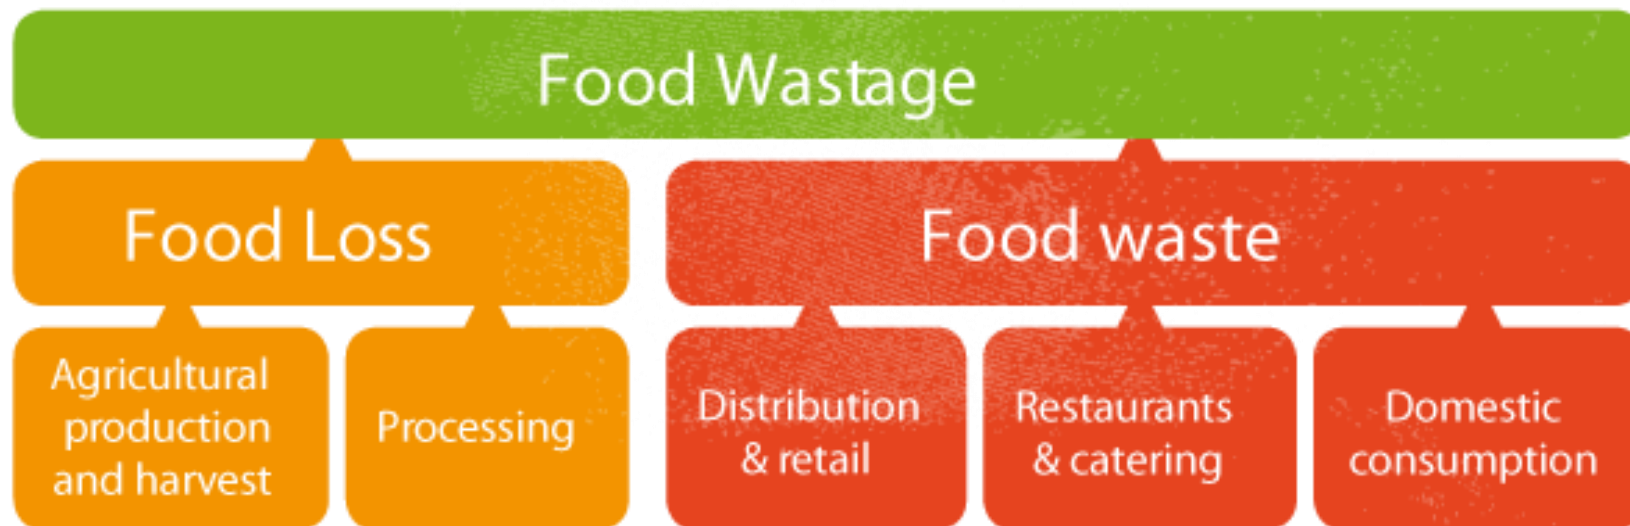 Food Wastage
Food Loss
Food waste
Agricultural
production
and harvest
Processing
Distribution
& retail
Restaurants
& catering
Domestic
consumption